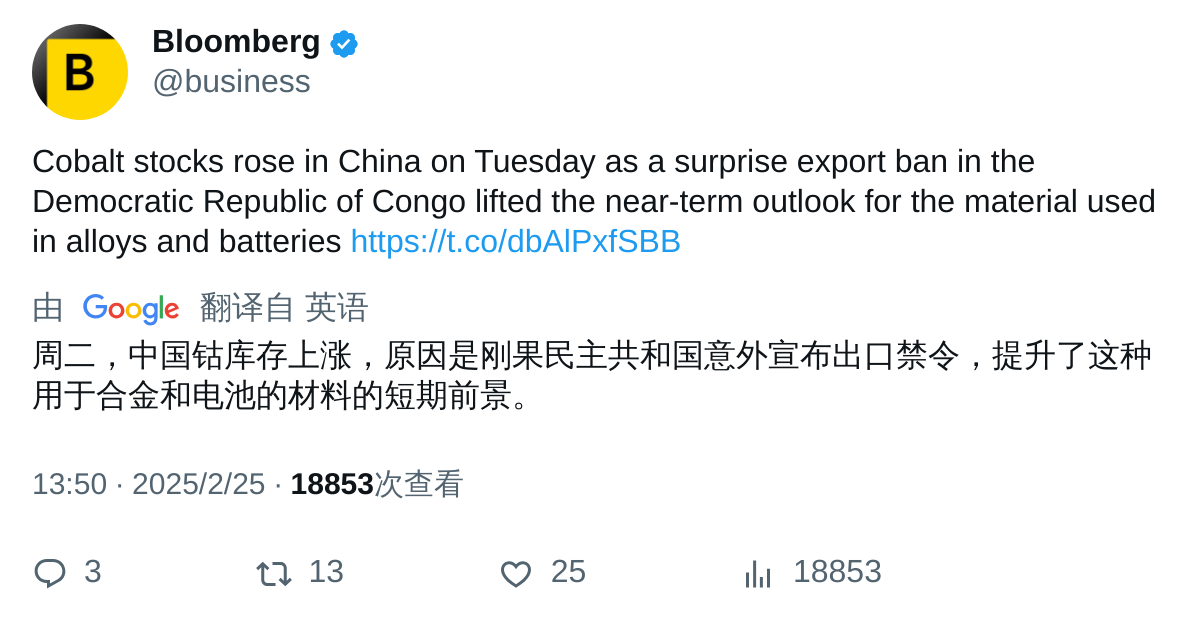 B
Bloomberg
@business
Cobalt stocks rose in China on Tuesday as a surprise export ban in the
Democratic Republic of Congo lifted the near-term outlook for the material used
in alloys and batteries https://t.co/dbAlPxfSBB
由 Google 翻译自 英语
周二，中国钴库存上涨，原因是刚果民主共和国意外宣布出口禁令，提升了这种
用于合金和电池的材料的短期前景。
13:50 · 2025/2/25 · 18853次查看
3 13 25 18853